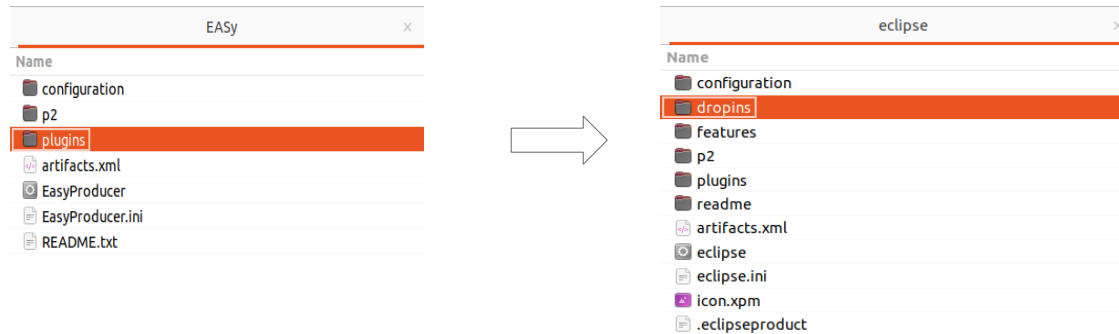 EASy
Name
configuration
p2
plugins
artifacts.xml
EasyProducer
EasyProducer.ini
README.txt
eclipse
Name
configuration
dropins
features
p2
plugins
readme
artifacts.xml
eclipse
eclipse.ini
icon.xpm
.eclipseproduct